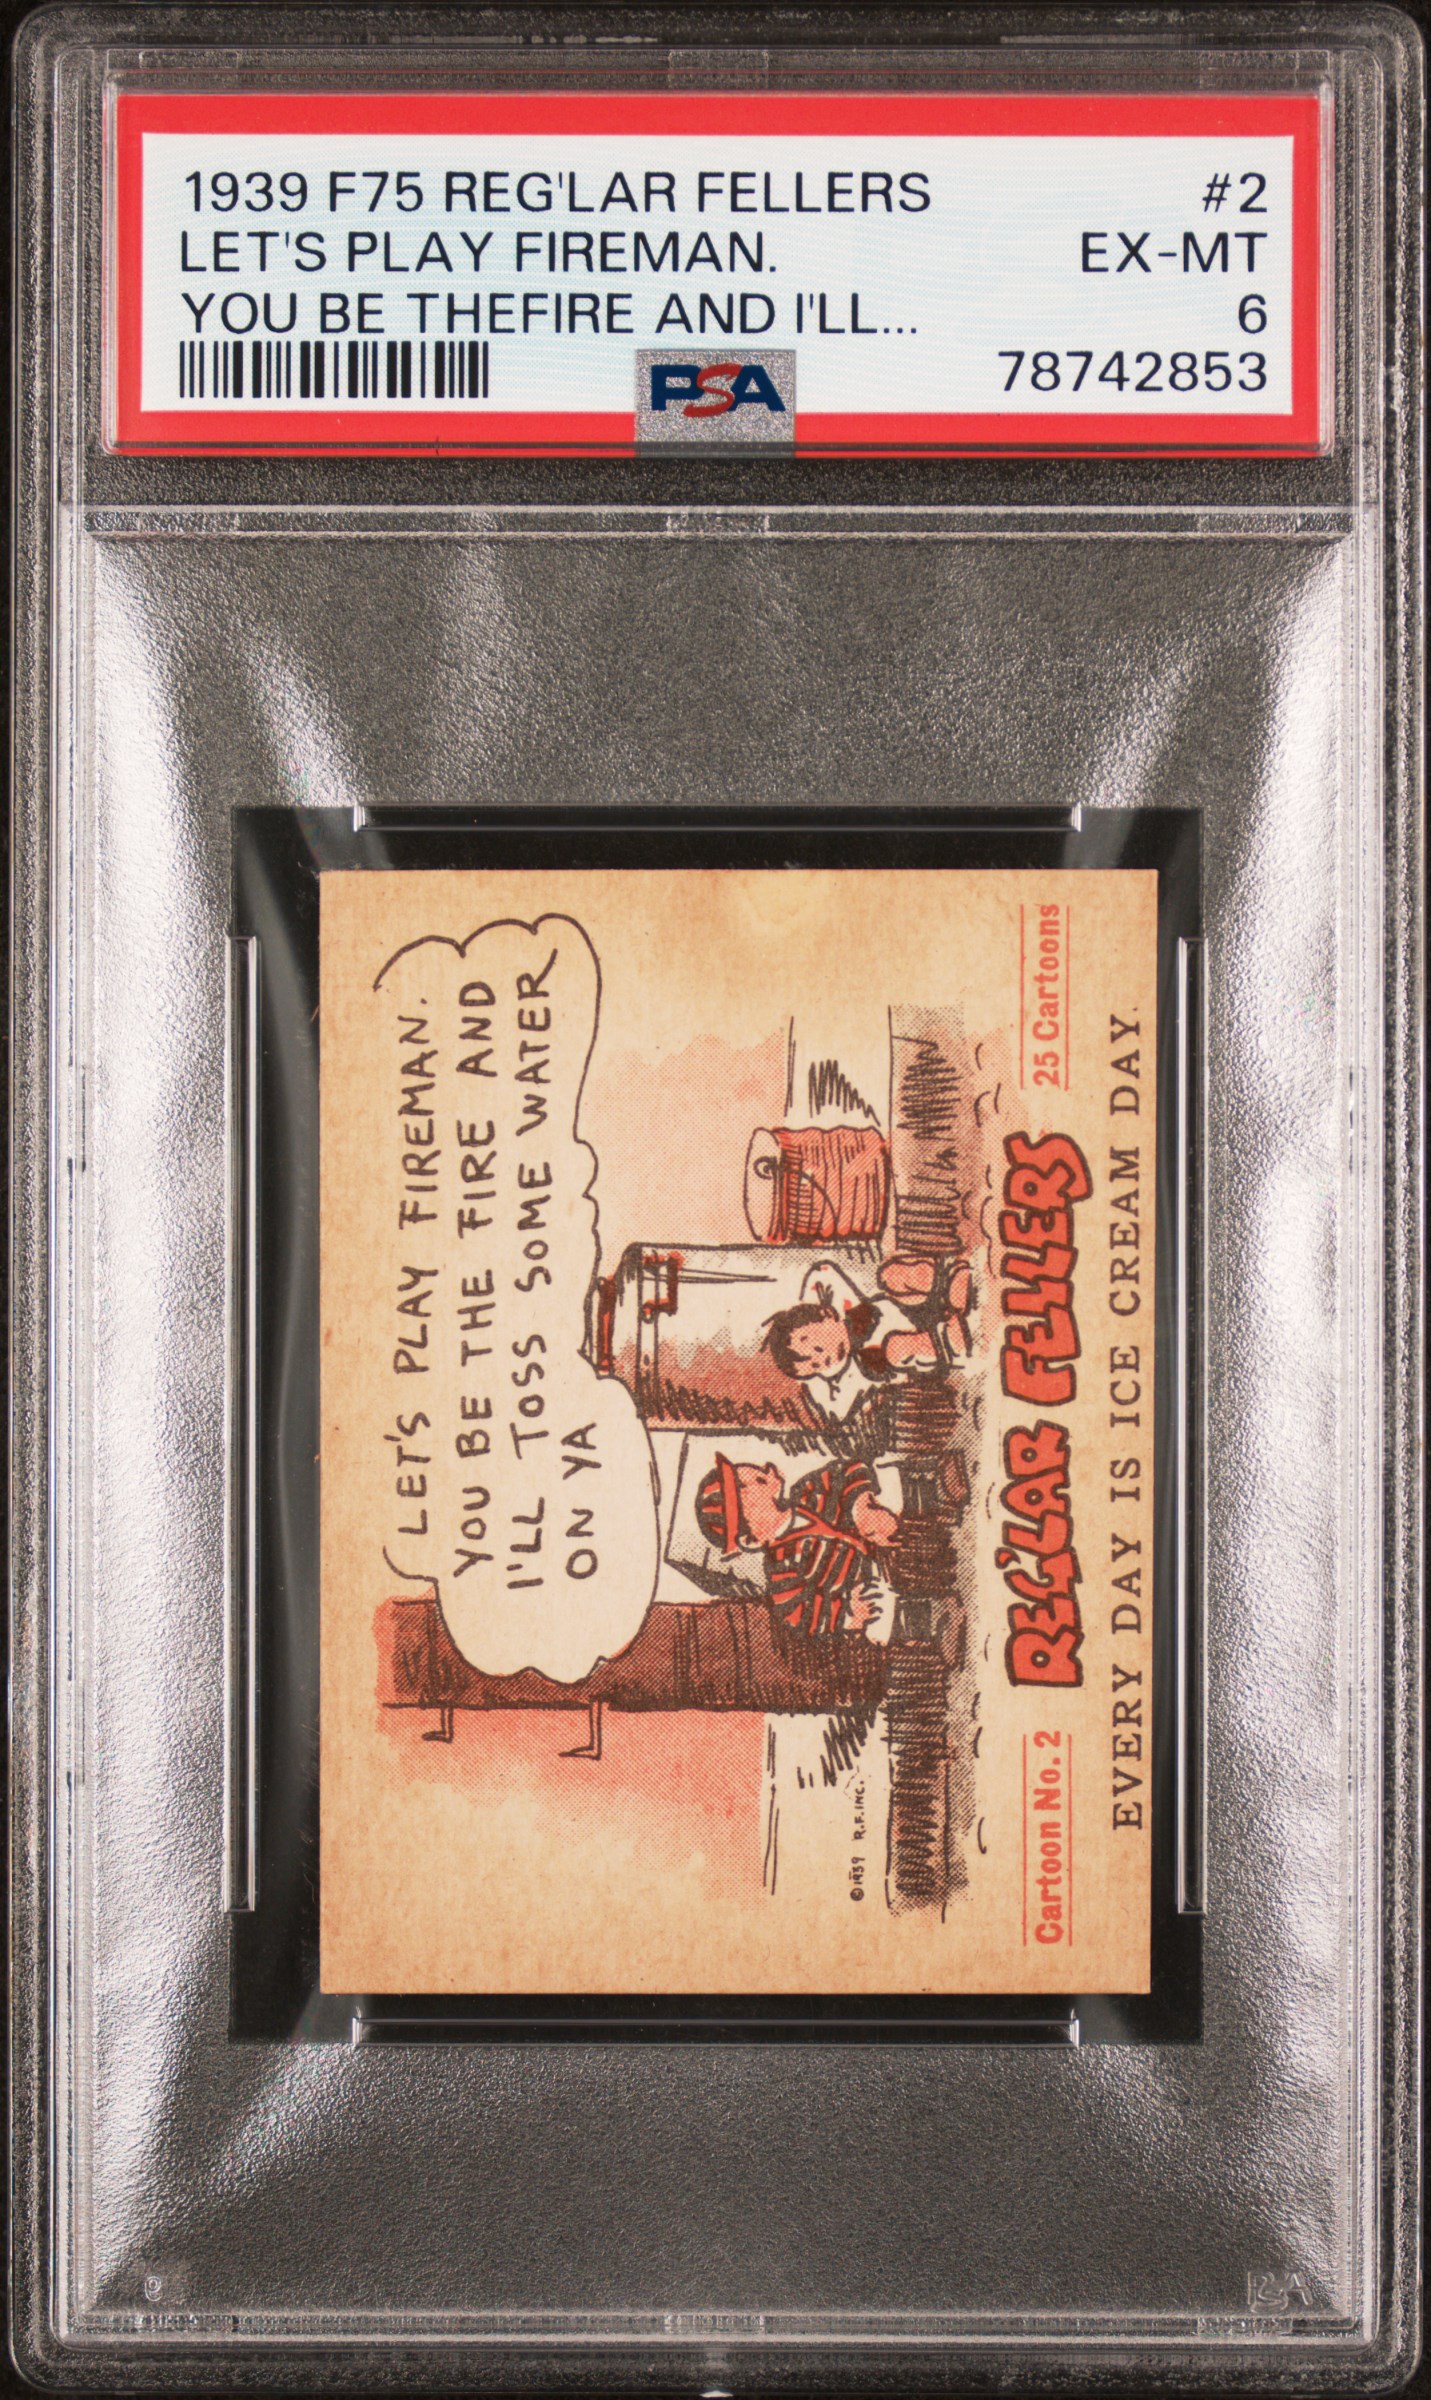 1939 F75 REG'LAR FELLERS #2
LET'S PLAY FIREMAN. EX-MT
YOU BE THEFIRE AND I'LL... 6
PSA 78742853
LET'S PLAY FIREMAN.
YOU BE THE FIRE AND
I'LL TOSS SOME WATER
ON YA
©1939 R.F. INC.
Cartoon No. 2 REG'LAR FELLERS 25 Cartoons
EVERY DAY IS ICE CREAM DAY.
PSA